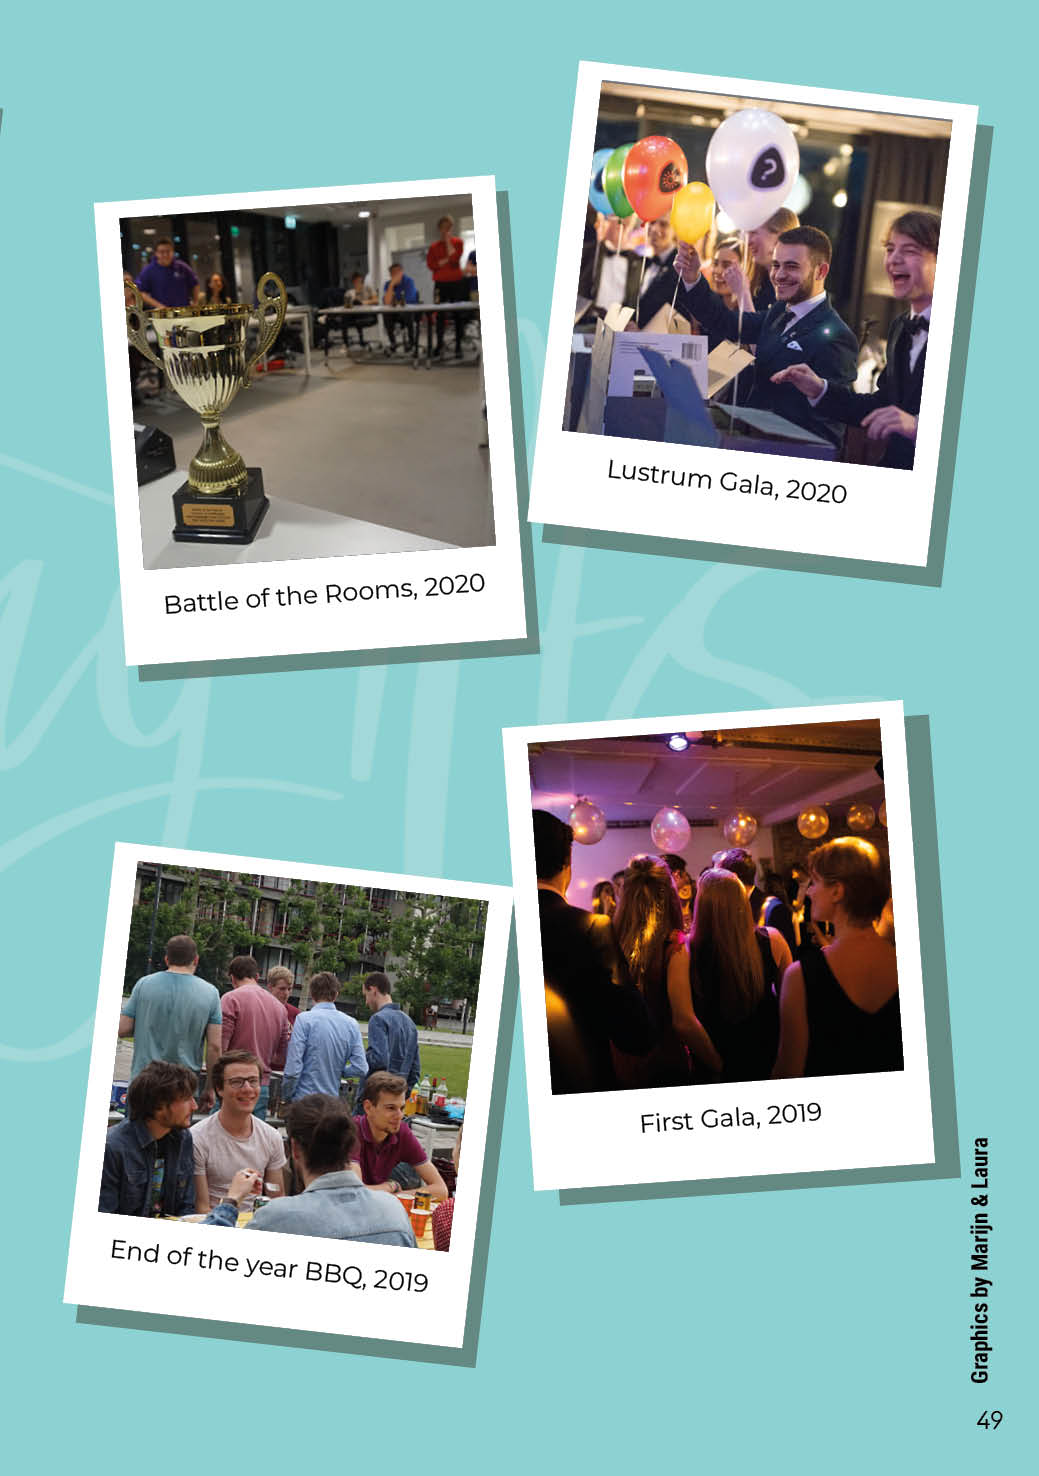 Lustrum Gala, 2020
Battle of the Rooms, 2020
First Gala, 2019
End of the year BBQ, 2019
Graphics by Marijn & Laura
49
?